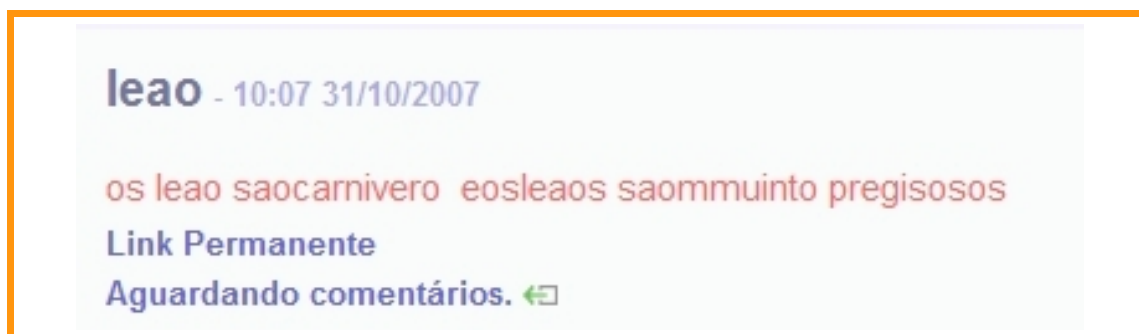 leao - 10:07 31/10/2007
os leao saocarnivero  eosleaos saommuinto pregisosos
Link Permanente
Aguardando comentários.